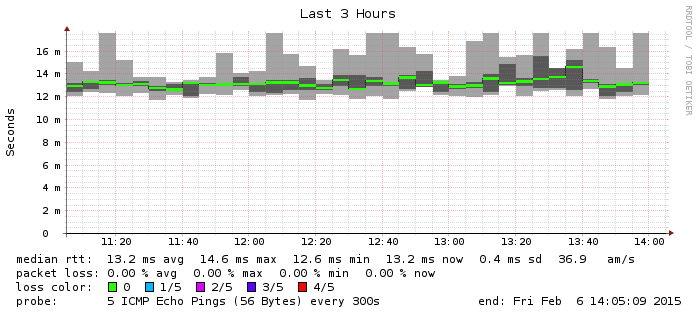 Last 3 Hours
RRDTOOL / TOBI OETIKER
Seconds
16 m
14 m
12 m
10 m
8 m
6 m
4 m
2 m
0
11:20 11:40 12:00 12:20 12:40 13:00 13:20 13:40 14:00
median rtt: 13.2 ms avg 14.6 ms max 12.6 ms min 13.2 ms now 0.4 ms sd 36.9 am/s
packet loss: 0.00 % avg 0.00 % max 0.00 % min 0.00 % now
loss color: 0 1/5 2/5 3/5 4/5
probe: 5 ICMP Echo Pings (56 Bytes) every 300s end: Fri Feb 6 14:05:09 2015